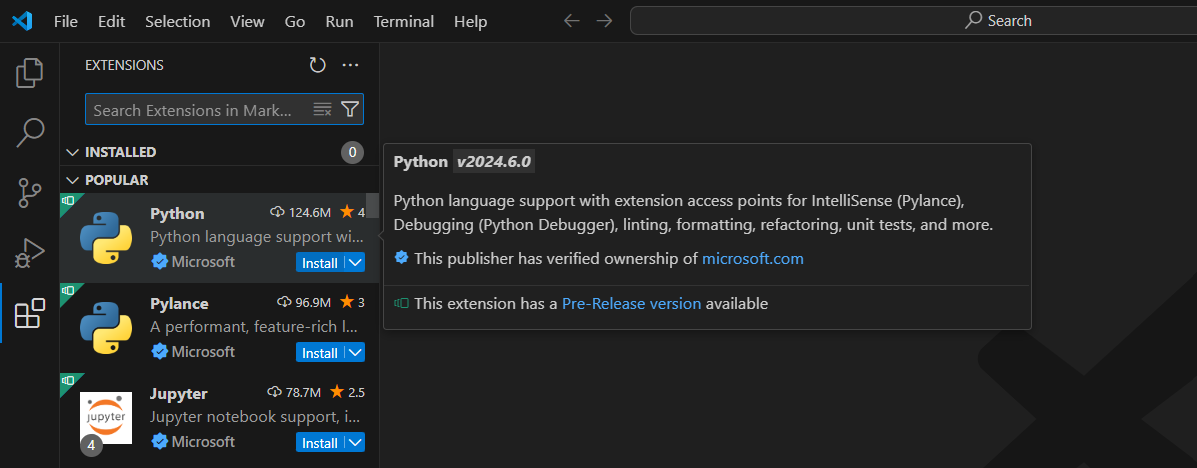 File Edit Selection View Go Run Terminal Help Search
EXTENSIONS
Search Extensions in Mark...
INSTALLED 0
POPULAR
Python 124.6M 4
Python language support wi...
Microsoft Install
Pylance 96.9M 3
A performant, feature-rich l...
Microsoft Install
Jupyter 78.7M 2.5
Jupyter notebook support, i...
Microsoft Install
jupyter
4
Python v2024.6.0
Python language support with extension access points for IntelliSense (Pylance),
Debugging (Python Debugger), linting, formatting, refactoring, unit tests, and more.
This publisher has verified ownership of microsoft.com
This extension has a Pre-Release version available